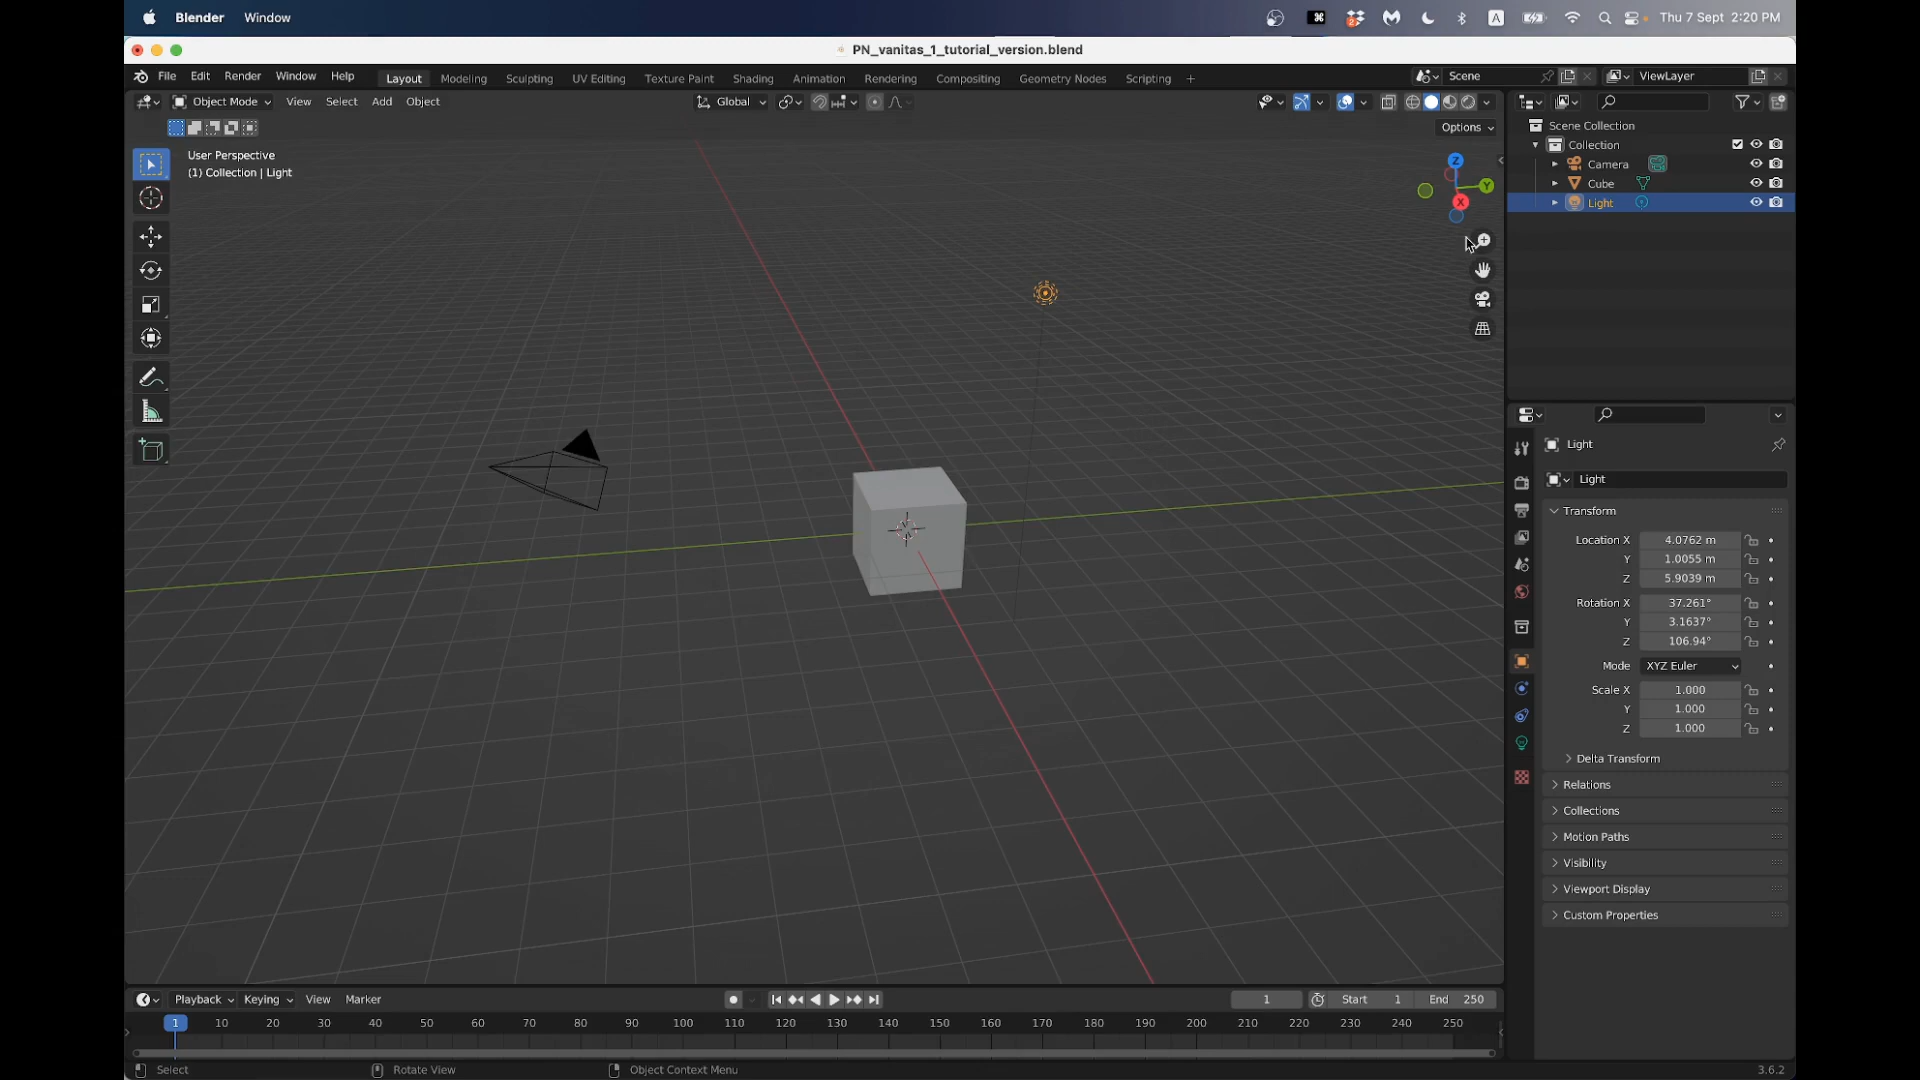 Blender Window
A Thu 7 Sept 2:20 PM
PN_vanitas_1_tutorial_version.blend
File Edit Render Window Help Layout Modeling Sculpting UV Editing Texture Paint Shading Animation Rendering Compositing Geometry Nodes Scripting + Scene ViewLayer
Object Mode View Select Add Object Global
Options
User Perspective
(1) Collection | Light
Z
Y
X
Scene Collection
Collection
Camera
Cube
Light
Light
Light
Transform
Location X 4.0762 m
Y 1.0055 m
Z 5.9039 m
Rotation X 37.261°
Y 3.1637°
Z 106.94°
Mode XYZ Euler
Scale X 1.000
Y 1.000
Z 1.000
Delta Transform
Relations
Collections
Motion Paths
Visibility
Viewport Display
Custom Properties
Playback Keying View Marker 1 Start 1 End 250
1 10 20 30 40 50 60 70 80 90 100 110 120 130 140 150 160 170 180 190 200 210 220 230 240 250
Select Rotate View Object Context Menu 3.6.2